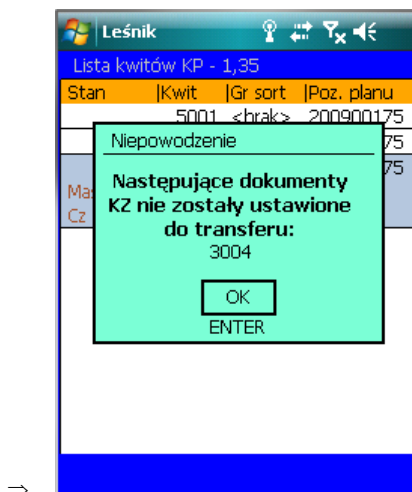 Leśnik
Lista kwitów KP - 1,35
Stan |Kwit |Gr sort |Poz. planu
5001 <brak> 200900175
75
75
Cz
Niepowodzenie
Następujące dokumenty
KZ nie zostały ustawione
do transferu:
3004
OK
ENTER
⇒